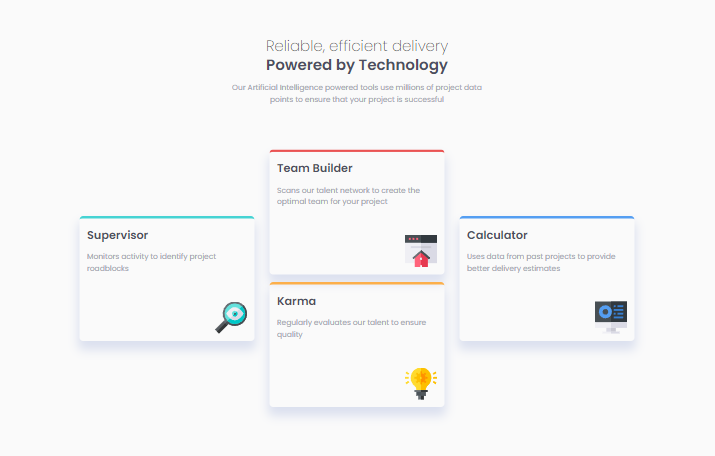 Reliable, efficient delivery
Powered by Technology
Our Artificial Intelligence powered tools use millions of project data
points to ensure that your project is successful
Supervisor
Monitors activity to identify project
roadblocks
Team Builder
Scans our talent network to create the
optimal team for your project
Karma
Regularly evaluates our talent to ensure
quality
Calculator
Uses data from past projects to provide
better delivery estimates